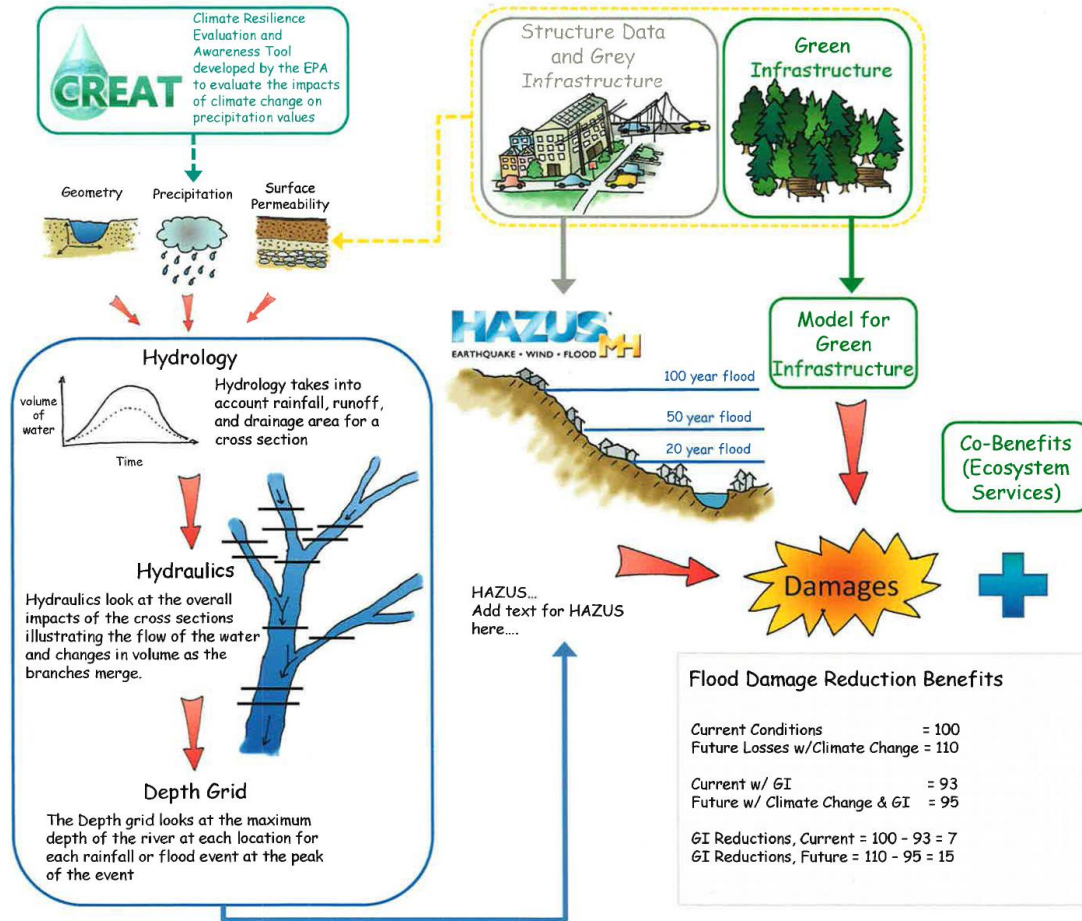 CREAT
Climate Resilience
Evaluation and
Awareness Tool
developed by the EPA
to evaluate the impacts
of climate change on
precipitation values
Structure Data
and Grey
Infrastructure
Green
Infrastructure
Geometry
Precipitation
Surface
Permeability
Hydrology
volume
of
water
Time
Hydrology takes into
account rainfall, runoff,
and drainage area for a
cross section
Hydraulics
Hydraulics look at the overall
impacts of the cross sections
illustrating the flow of the water
and changes in volume as the
branches merge.
Depth Grid
The Depth grid looks at the maximum
depth of the river at each location for
each rainfall or flood event at the peak
of the event
HAZUS MH
EARTHQUAKE • WIND • FLOOD
100 year flood
50 year flood
20 year flood
HAZUS...
Add text for HAZUS
here....
Model for
Green
Infrastructure
Co-Benefits
(Ecosystem
Services)
Damages
Flood Damage Reduction Benefits
Current Conditions = 100
Future Losses w/Climate Change = 110
Current w/ GI = 93
Future w/ Climate Change & GI = 95
GI Reductions, Current = 100 - 93 = 7
GI Reductions, Future = 110 - 95 = 15